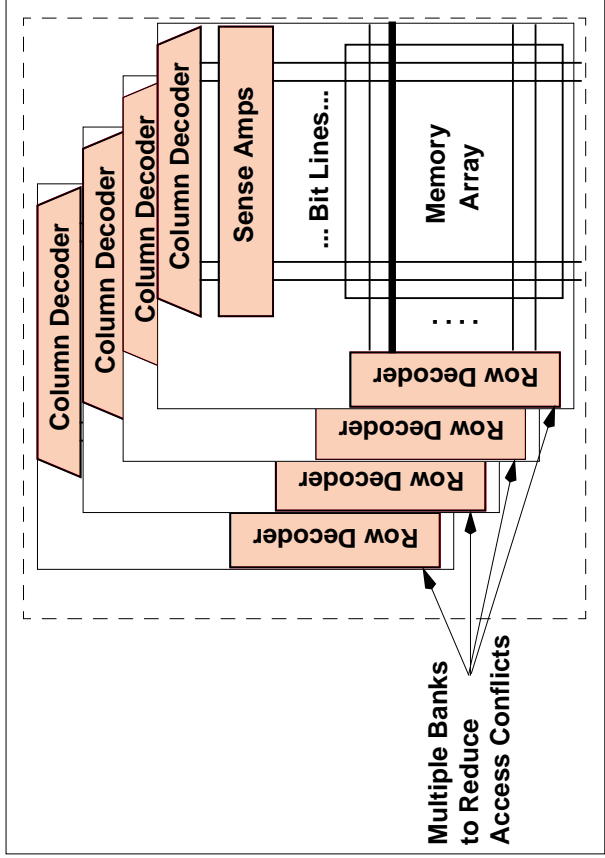 Column Decoder
Column Decoder
Column Decoder
Column Decoder
Sense Amps
... Bit Lines...
Memory
Array
. . . .
Row Decoder
Row Decoder
Row Decoder
Row Decoder
Multiple Banks
to Reduce
Access Conflicts